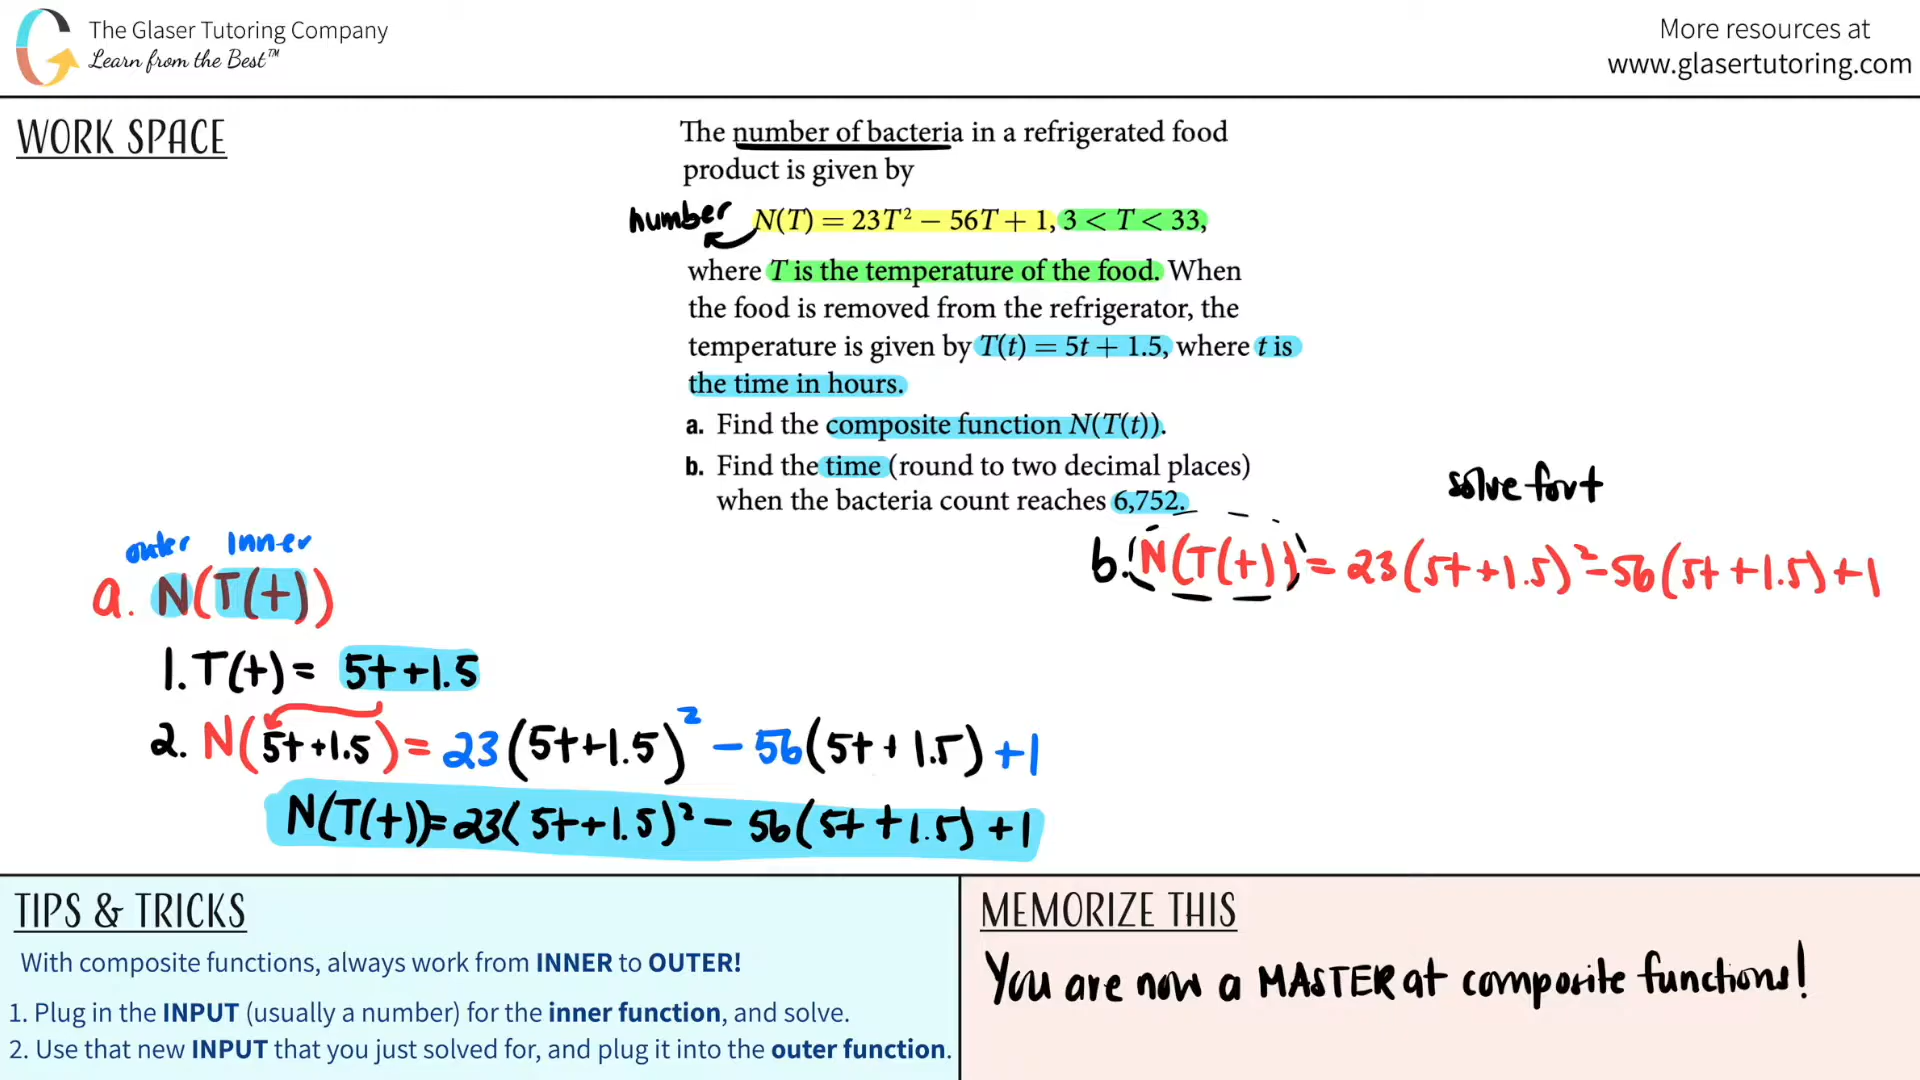 The Glaser Tutoring Company
Learn from the Best™
More resources at
www.glasertutoring.com
WORK SPACE
The number of bacteria in a refrigerated food
product is given by
number
N(T) = 23T² − 56T + 1, 3 < T < 33,
where T is the temperature of the food. When
the food is removed from the refrigerator, the
temperature is given by T(t) = 5t + 1.5, where t is
the time in hours.
a. Find the composite function N(T(t)).
b. Find the time (round to two decimal places)
when the bacteria count reaches 6,752.
solve for t
b. N(T(t)) = 23(5t+1.5)² - 56(5t+1.5)+1
outer inner
a. N(T(t))
1. T(t) = 5t+1.5
2. N(5t+1.5) = 23(5t+1.5)² - 56(5t+1.5)+1
N(T(t)) = 23(5t+1.5)² - 56(5t+1.5)+1
TIPS & TRICKS
With composite functions, always work from INNER to OUTER!
1. Plug in the INPUT (usually a number) for the inner function, and solve.
2. Use that new INPUT that you just solved for, and plug it into the outer function.
MEMORIZE THIS
You are now a MASTER at composite functions!